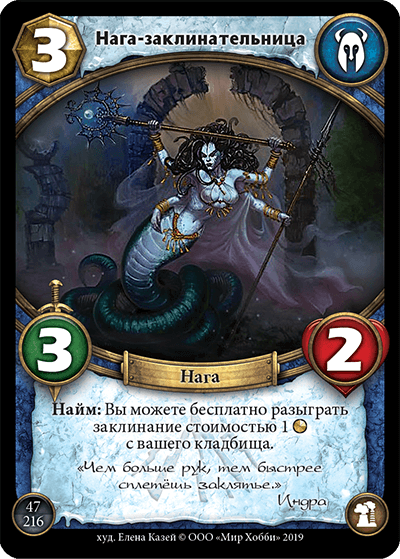 3
Нага-заклинательница
3
2
Нага
Найм: Вы можете бесплатно разыграть
заклинание стоимостью 1
с вашего кладбища.
«Чем больше рук, тем быстрее
сплетёшь заклятье.»
Индра
47
216
худ. Елена Казей © ООО «Мир Хобби» 2019